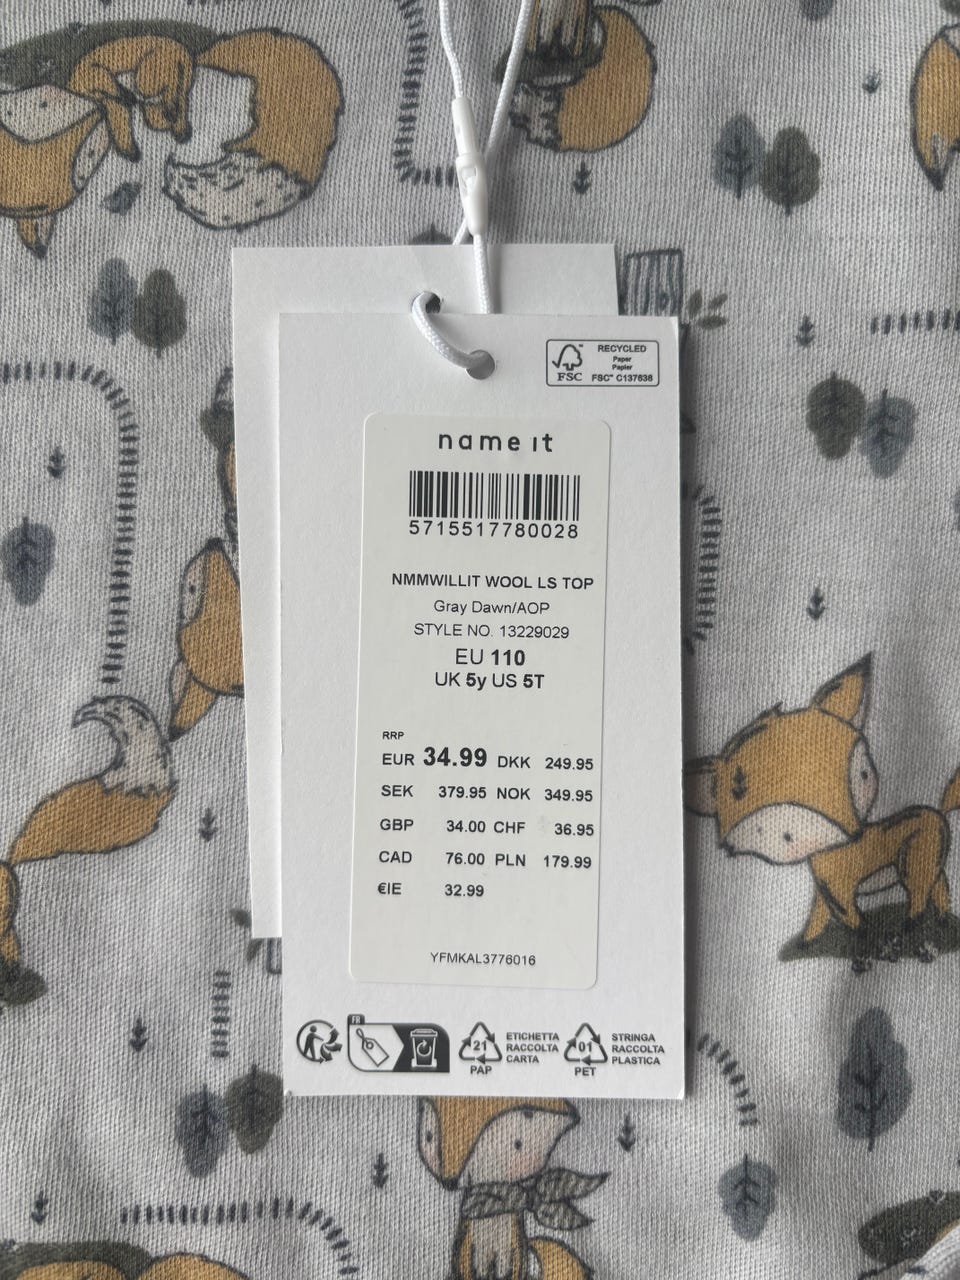 RECYCLED
Paper
Papier
FSC™ C137636
FSC™
name it
5715517780028
NMMWILLIT WOOL LS TOP
Gray Dawn/AOP
STYLE NO. 13229029
EU 110
UK 5y US 5T
RRP
EUR 34.99 DKK 249.95
SEK 379.95 NOK 349.95
GBP 34.00 CHF 36.95
CAD 76.00 PLN 179.99
€IE 32.99
YFMKAL3776016
FR
21
PAP
ETICHETTA
RACCOLTA
CARTA
01
PET
STRINGA
RACCOLTA
PLASTICA